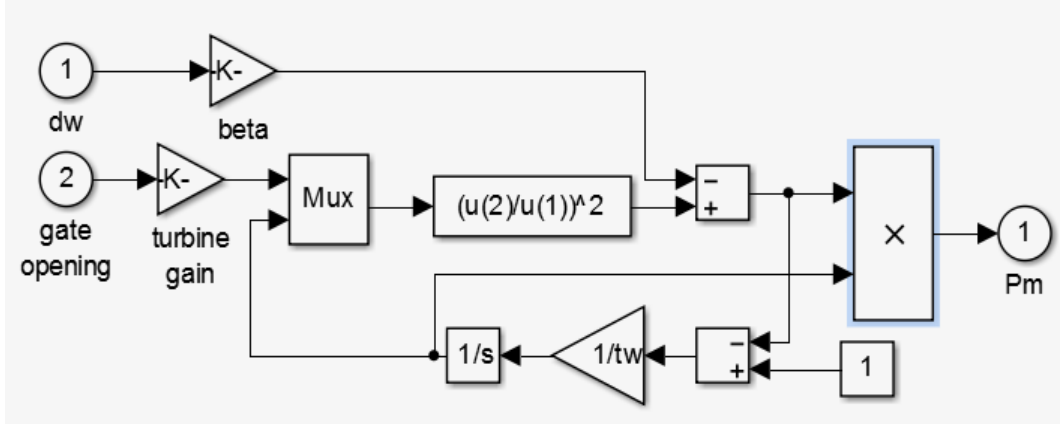 1
dw
-K-
beta
2
gate
opening
-K-
turbine
gain
Mux
(u(2)/u(1))^2
−
+
×
1
Pm
1/s
1/tw
−
+
1